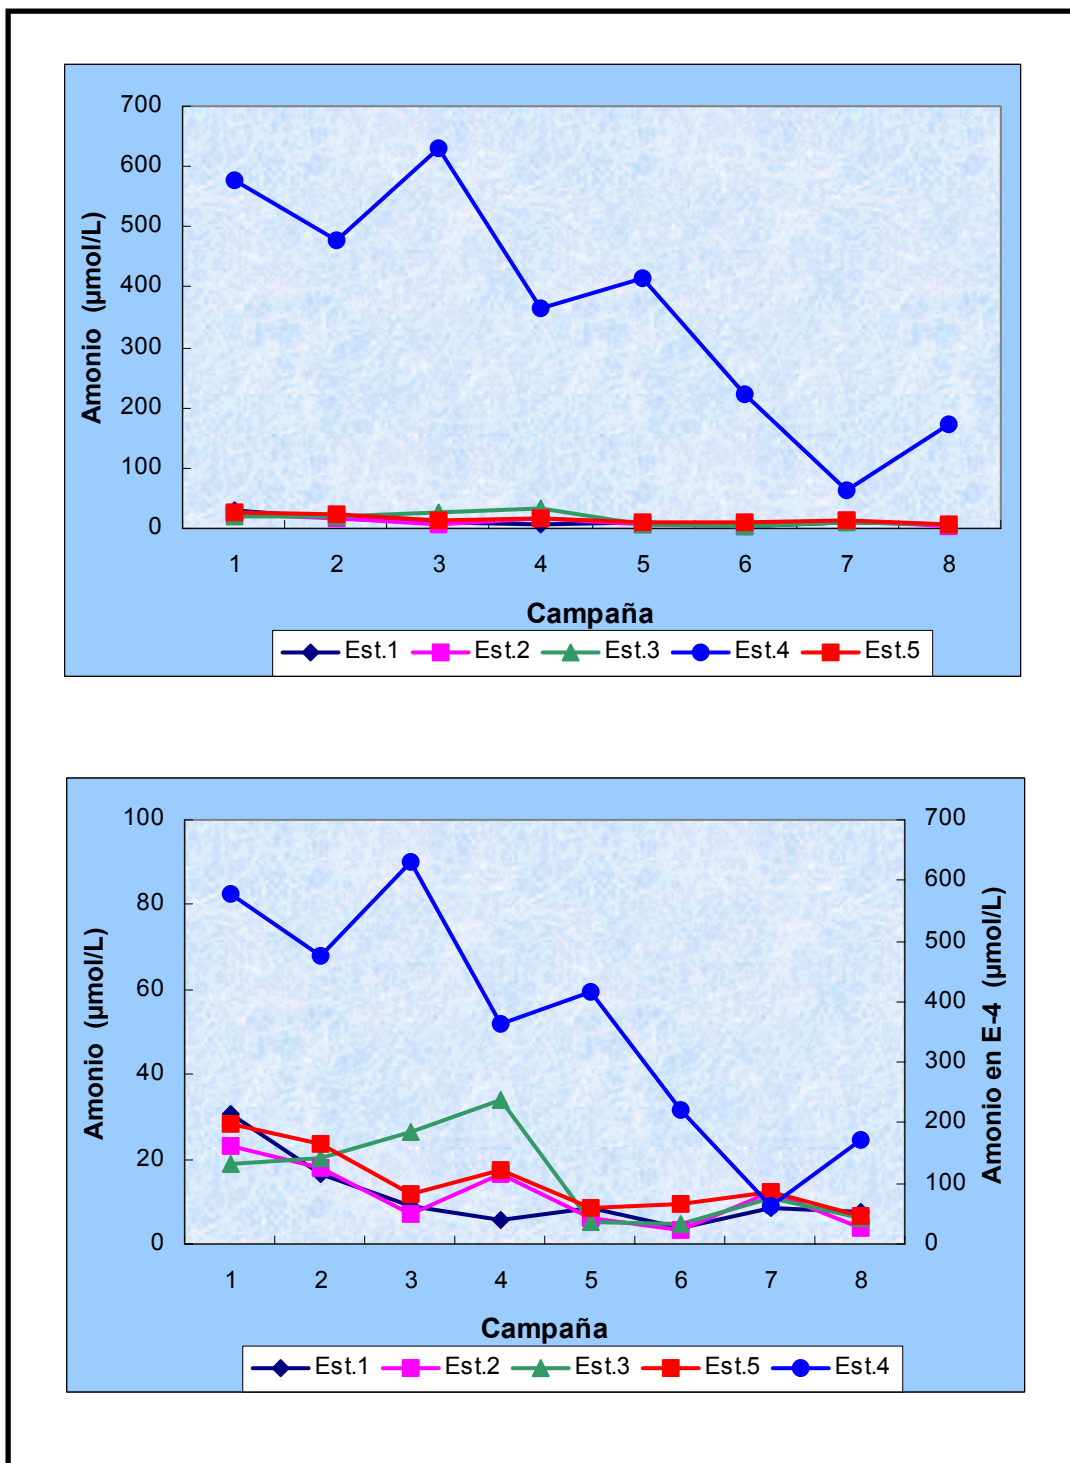 700
600
500
400
300
200
100
0
Amonio (µmol/L)
1 2 3 4 5 6 7 8
Campaña
Est.1 Est.2 Est.3 Est.4 Est.5
100
80
60
40
20
0
Amonio (µmol/L)
700
600
500
400
300
200
100
0
Amonio en E-4 (µmol/L)
1 2 3 4 5 6 7 8
Campaña
Est.1 Est.2 Est.3 Est.5 Est.4